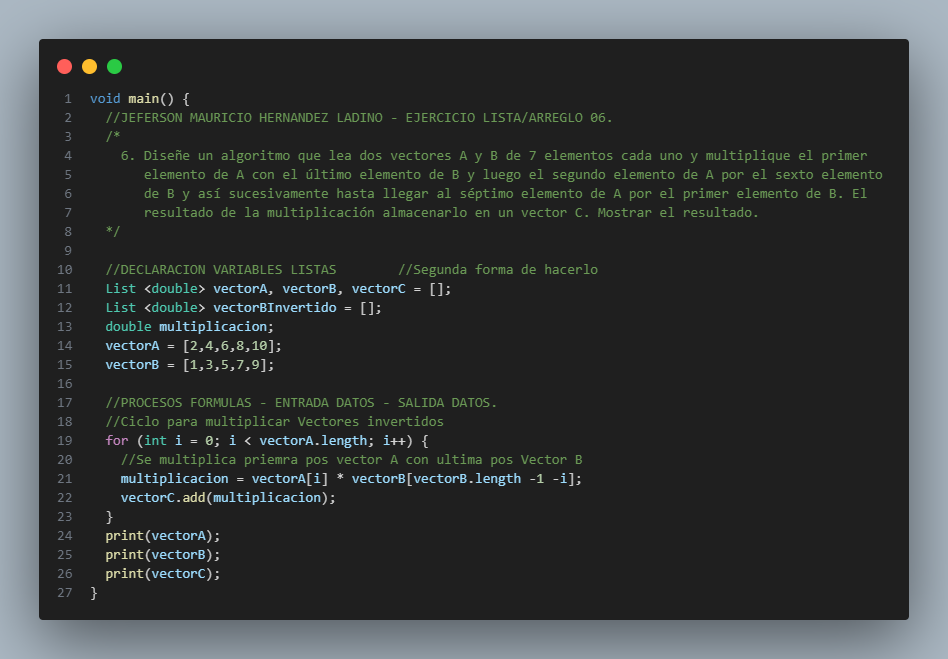 1 void main() {
2 //JEFERSON MAURICIO HERNANDEZ LADINO - EJERCICIO LISTA/ARREGLO 06.
3 /*
4 6. Diseñe un algoritmo que lea dos vectores A y B de 7 elementos cada uno y multiplique el primer
5 elemento de A con el último elemento de B y luego el segundo elemento de A por el sexto elemento
6 de B y así sucesivamente hasta llegar al séptimo elemento de A por el primer elemento de B. El
7 resultado de la multiplicación almacenarlo en un vector C. Mostrar el resultado.
8 */
9
10 //DECLARACION VARIABLES LISTAS //Segunda forma de hacerlo
11 List <double> vectorA, vectorB, vectorC = [];
12 List <double> vectorBInvertido = [];
13 double multiplicacion;
14 vectorA = [2,4,6,8,10];
15 vectorB = [1,3,5,7,9];
16
17 //PROCESOS FORMULAS - ENTRADA DATOS - SALIDA DATOS.
18 //Ciclo para multiplicar Vectores invertidos
19 for (int i = 0; i < vectorA.length; i++) {
20 //Se multiplica priemra pos vector A con ultima pos Vector B
21 multiplicacion = vectorA[i] * vectorB[vectorB.length -1 -i];
22 vectorC.add(multiplicacion);
23 }
24 print(vectorA);
25 print(vectorB);
26 print(vectorC);
27 }